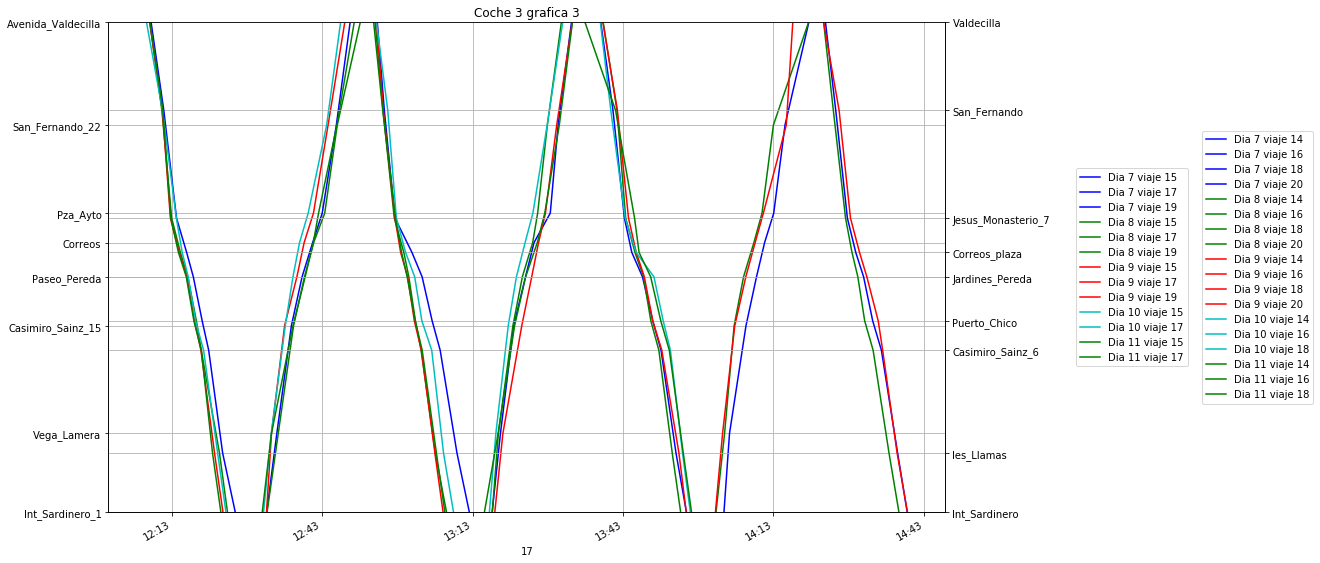 Coche 3 grafica 3
Avenida_Valdecilla
San_Fernando_22
Pza_Ayto
Correos
Paseo_Pereda
Casimiro_Sainz_15
Vega_Lamera
Int_Sardinero_1
Valdecilla
San_Fernando
Jesus_Monasterio_7
Correos_plaza
Jardines_Pereda
Puerto_Chico
Casimiro_Sainz_6
Ies_Llamas
Int_Sardinero
12:13
12:43
13:13
13:43
14:13
14:43
17
Dia 7 viaje 15
Dia 7 viaje 17
Dia 7 viaje 19
Dia 8 viaje 15
Dia 8 viaje 17
Dia 8 viaje 19
Dia 9 viaje 15
Dia 9 viaje 17
Dia 9 viaje 19
Dia 10 viaje 15
Dia 10 viaje 17
Dia 11 viaje 15
Dia 11 viaje 17
Dia 7 viaje 14
Dia 7 viaje 16
Dia 7 viaje 18
Dia 7 viaje 20
Dia 8 viaje 14
Dia 8 viaje 16
Dia 8 viaje 18
Dia 8 viaje 20
Dia 9 viaje 14
Dia 9 viaje 16
Dia 9 viaje 18
Dia 9 viaje 20
Dia 10 viaje 14
Dia 10 viaje 16
Dia 10 viaje 18
Dia 11 viaje 14
Dia 11 viaje 16
Dia 11 viaje 18